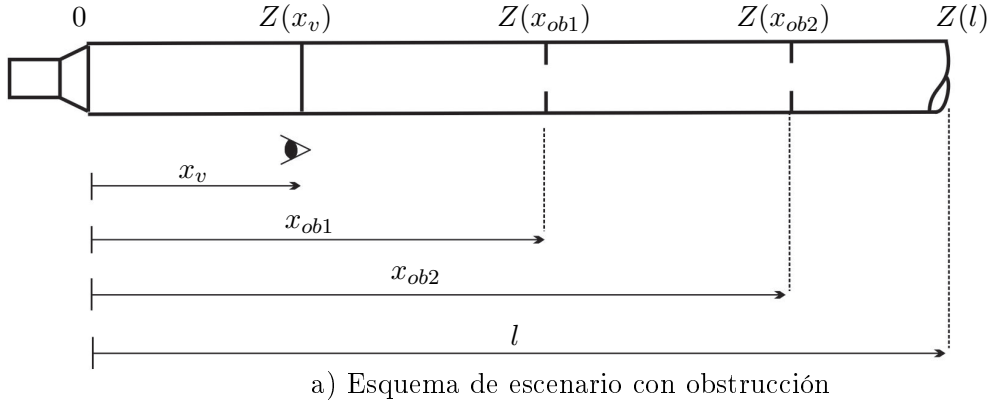 0 Z(x_v) Z(x_{ob1}) Z(x_{ob2}) Z(l)
x_v
x_{ob1}
x_{ob2}
l
a) Esquema de escenario con obstrucción